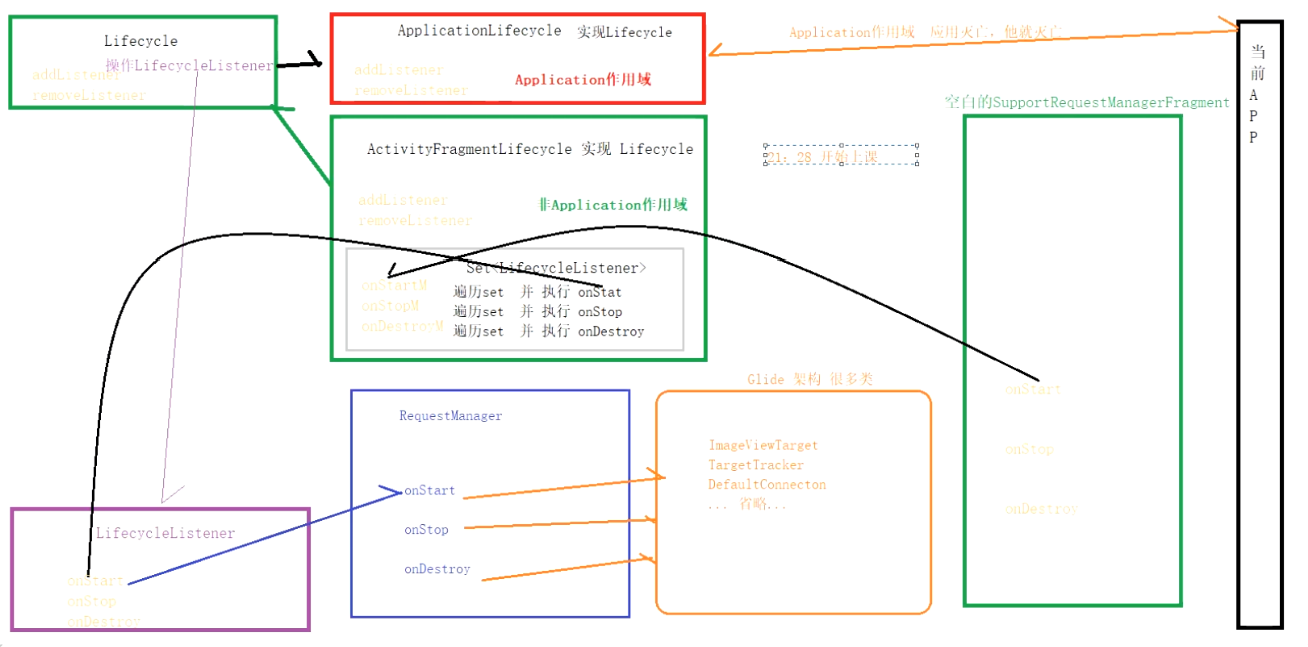 Lifecycle
操作LifecycleListener
addListener
removeListener
ApplicationLifecycle 实现Lifecycle
addListener
removeListener
Application作用域
Application作用域 应用灭亡，他就灭亡
当
前
A
P
P
空白的SupportRequestManagerFragment
ActivityFragmentLifecycle 实现 Lifecycle
21：28 开始上课
addListener
removeListener
非Application作用域
Set<LifecycleListener>
onStartM
遍历set 并 执行 onStat
onStopM
遍历set 并 执行 onStop
onDestroyM
遍历set 并 执行 onDestroy
onStart
onStop
onDestroy
Glide 架构 很多类
RequestManager
onStart
onStop
onDestroy
ImageViewTarget
TargetTracker
DefaultConnecton
... 省略...
LifecycleListener
onStart
onStop
onDestroy